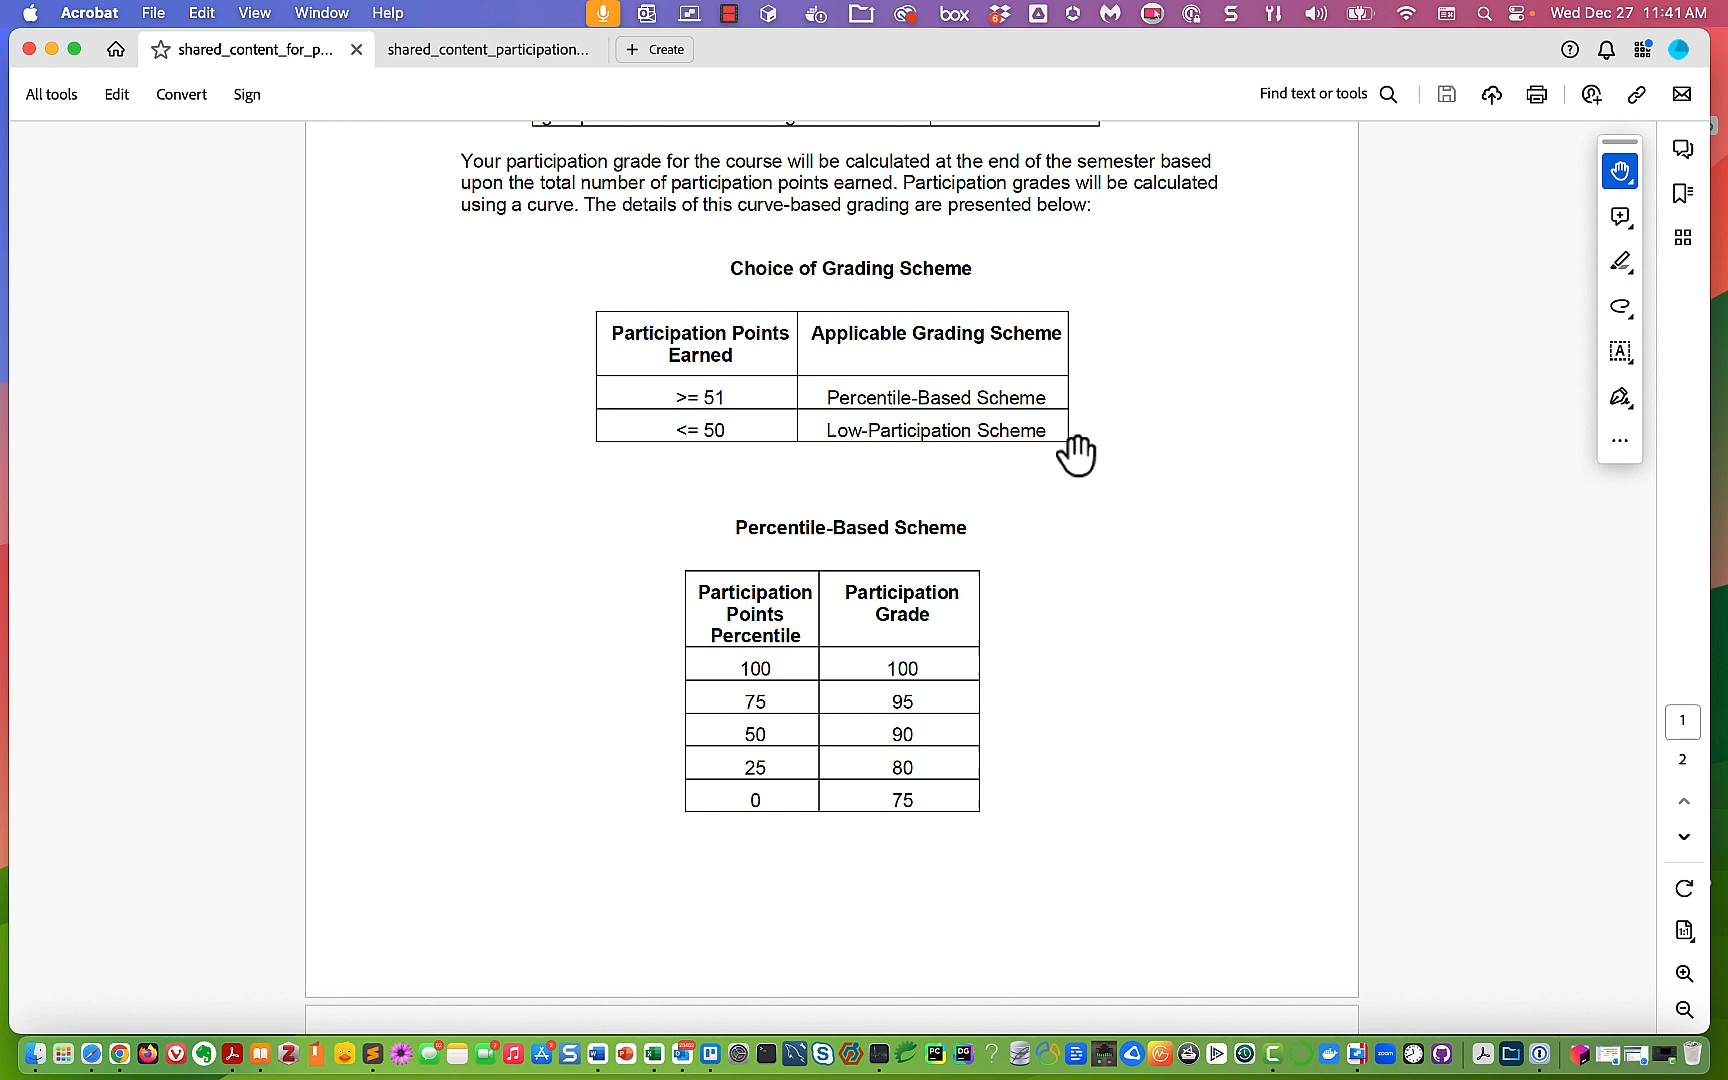 Acrobat File Edit View Window Help box Wed Dec 27 11:41 AM
shared_content_for_p... shared_content_participation... + Create
All tools Edit Convert Sign Find text or tools
Your participation grade for the course will be calculated at the end of the semester based
upon the total number of participation points earned. Participation grades will be calculated
using a curve. The details of this curve-based grading are presented below:
Choice of Grading Scheme
Participation Points Applicable Grading Scheme
Earned
>= 51 Percentile-Based Scheme
<= 50 Low-Participation Scheme
Percentile-Based Scheme
Participation Participation
Points Grade
Percentile
100 100
75 95
50 90
25 80
0 75
1
2